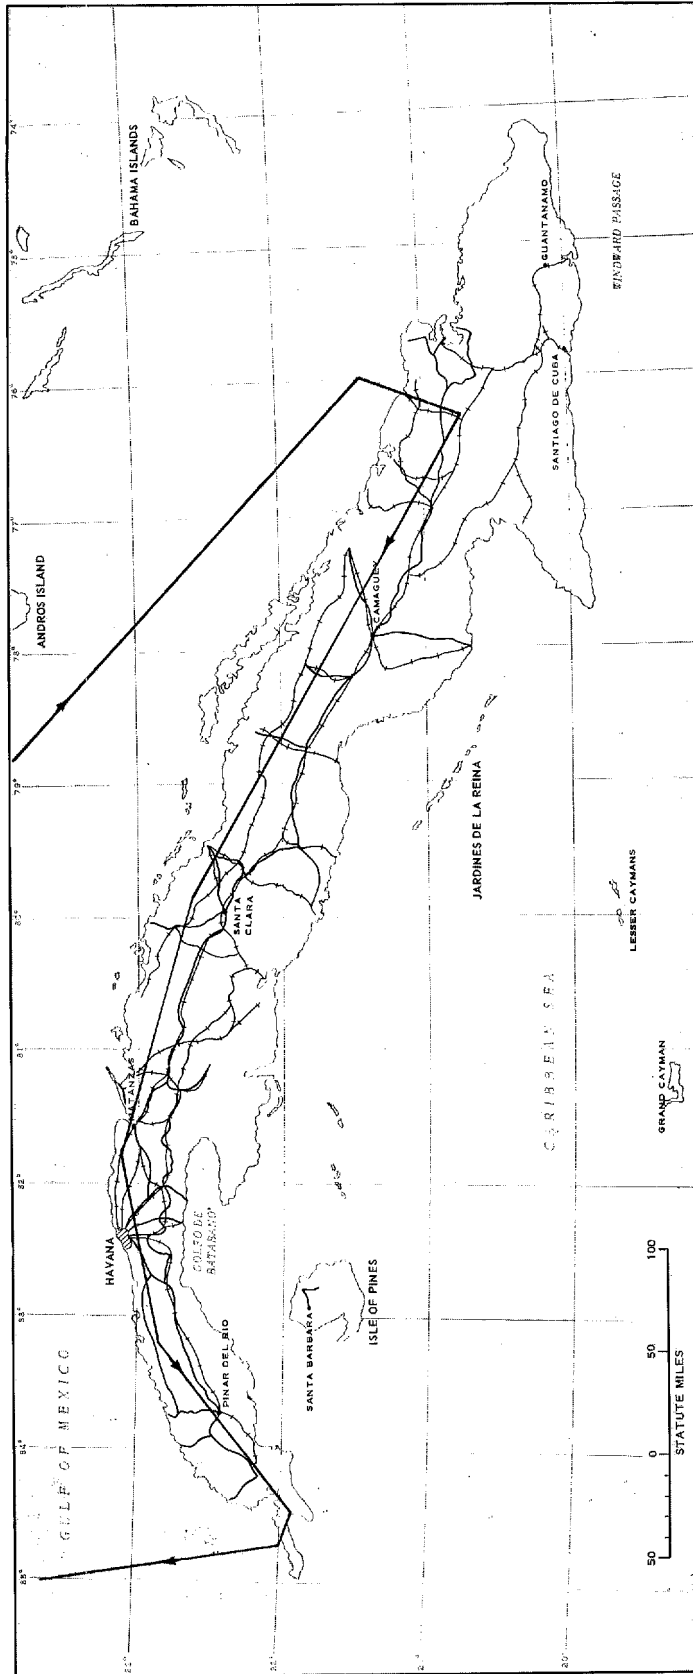 85° 84° 83° 82° 81° 80° 79° 78° 77° 76° 75° 74°
ANDROS ISLAND
GULF OF MEXICO
HAVANA
MATANZAS
BAHAMA ISLANDS
GOLFO DE
BATABANO
PINAR DEL RIO
SANTA
CLARA
22°
SANTA BARBARA
ISLE OF PINES
CAMAGUEY
JARDINES DE LA REINA
GUANTANAMO
SANTIAGO DE CUBA
CARIBBEAN SEA
20°
WINDWARD PASSAGE
LESSER CAYMANS
GRAND CAYMAN
50 0 50 100
STATUTE MILES